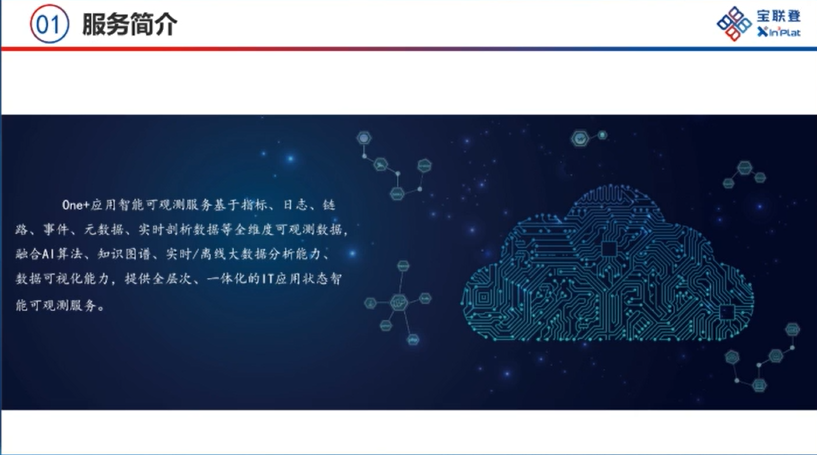 01 服务简介
宝联登
XinPlat
One+应用智能可观测服务基于指标、日志、链
路、事件、元数据、实时剖析数据等全维度可观测数据，
融合AI算法、知识图谱、实时/离线大数据分析能力、
数据可视化能力，提供全层次、一体化的IT应用状态智
能可观测服务。